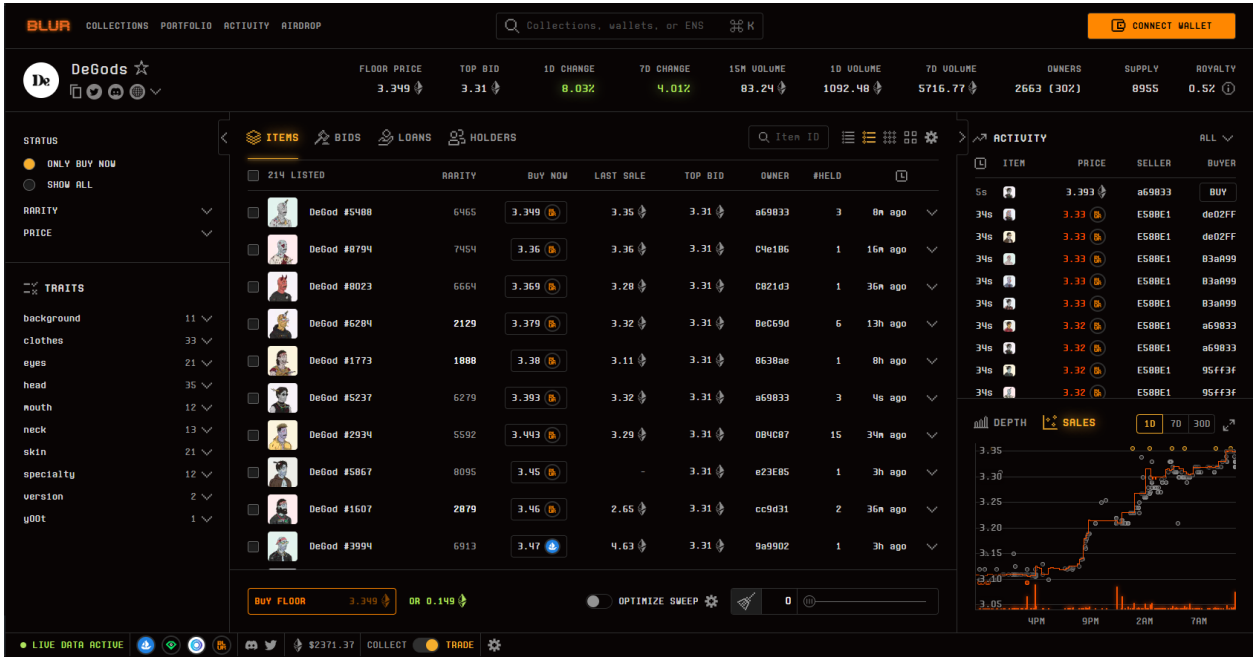 BLUR COLLECTIONS PORTFOLIO ACTIVITY AIRDROP Collections, wallets, or ENS ⌘ K CONNECT WALLET
De DeGods
FLOOR PRICE TOP BID 1D CHANGE 7D CHANGE 15M VOLUME 1D VOLUME 7D VOLUME OWNERS SUPPLY ROYALTY
3.349 3.31 8.03% 4.01% 83.24 1092.48 5716.77 2663 (30%) 8955 0.5%
STATUS
ONLY BUY NOW
SHOW ALL
RARITY
PRICE
TRAITS
background 11
clothes 33
eyes 21
head 35
mouth 12
neck 13
skin 21
specialty 12
version 2
y00t 1
ITEMS BIDS LOANS HOLDERS Item ID
214 LISTED RARITY BUY NOW LAST SALE TOP BID OWNER #HELD
DeGod #5488 6465 3.349 3.35 3.31 a69833 3 8m ago
DeGod #8794 7454 3.36 3.36 3.31 C4e1B6 1 16m ago
DeGod #8023 6664 3.369 3.28 3.31 C821d3 1 36m ago
DeGod #6284 2129 3.379 3.32 3.31 BeC69d 6 13h ago
DeGod #1773 1888 3.38 3.11 3.31 8638ae 1 8h ago
DeGod #5237 6279 3.393 3.32 3.31 a69833 3 4s ago
DeGod #2934 5592 3.443 3.29 3.31 0B4C87 15 34m ago
DeGod #5867 8095 3.45 - 3.31 e23E85 1 3h ago
DeGod #1607 2879 3.46 2.65 3.31 cc9d31 2 36m ago
DeGod #3994 6913 3.47 4.63 3.31 9a9902 1 3h ago
BUY FLOOR 3.349 OR 0.149 OPTIMIZE SWEEP 0
ACTIVITY ALL
ITEM PRICE SELLER BUYER
5s 3.393 a69833 BUY
34s 3.33 E58BE1 de02FF
34s 3.33 E58BE1 de02FF
34s 3.33 E58BE1 B3aA99
34s 3.33 E58BE1 B3aA99
34s 3.33 E58BE1 B3aA99
34s 3.32 E58BE1 a69833
34s 3.32 E58BE1 a69833
34s 3.32 E58BE1 95ff3f
34s 3.32 E58BE1 95ff3f
DEPTH SALES 1D 7D 30D
3.35
3.30
3.25
3.20
3.15
3.10
3.05
4PM 9PM 2AM 7AM
LIVE DATA ACTIVE $2371.37 COLLECT TRADE